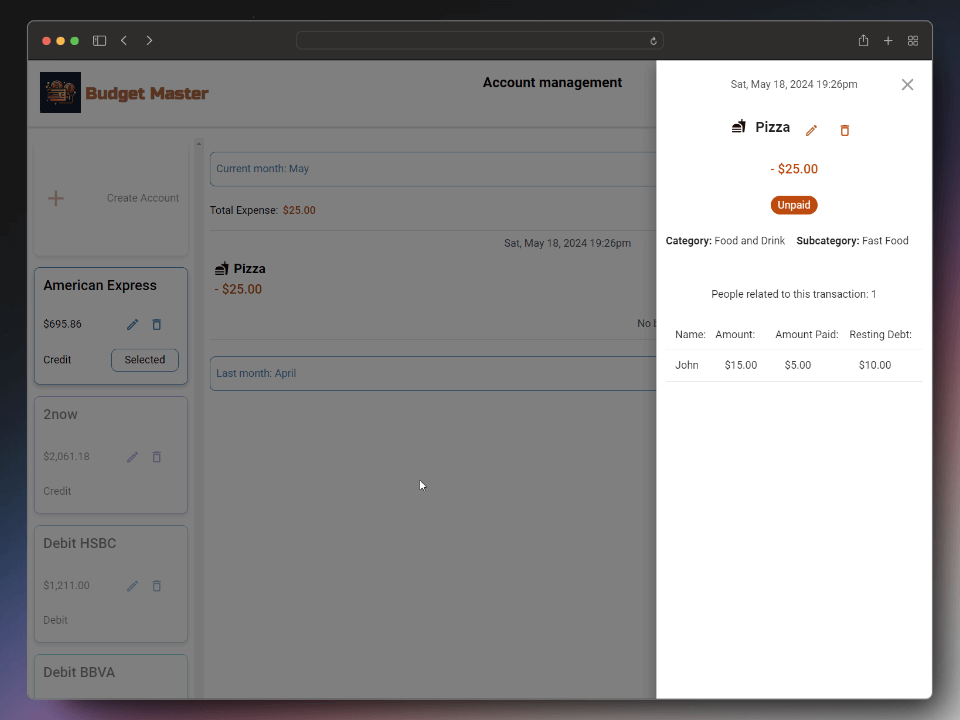 Budget Master
Account management
Create Account
American Express
$695.86
Credit
Selected
2now
$2,061.18
Credit
Debit HSBC
$1,211.00
Debit
Debit BBVA
Current month: May
Total Expense: $25.00
Sat, May 18, 2024 19:26pm
Pizza
- $25.00
No
Last month: April
Sat, May 18, 2024 19:26pm
Pizza
- $25.00
Unpaid
Category: Food and Drink Subcategory: Fast Food
People related to this transaction: 1
Name: Amount: Amount Paid: Resting Debt:
John $15.00 $5.00 $10.00